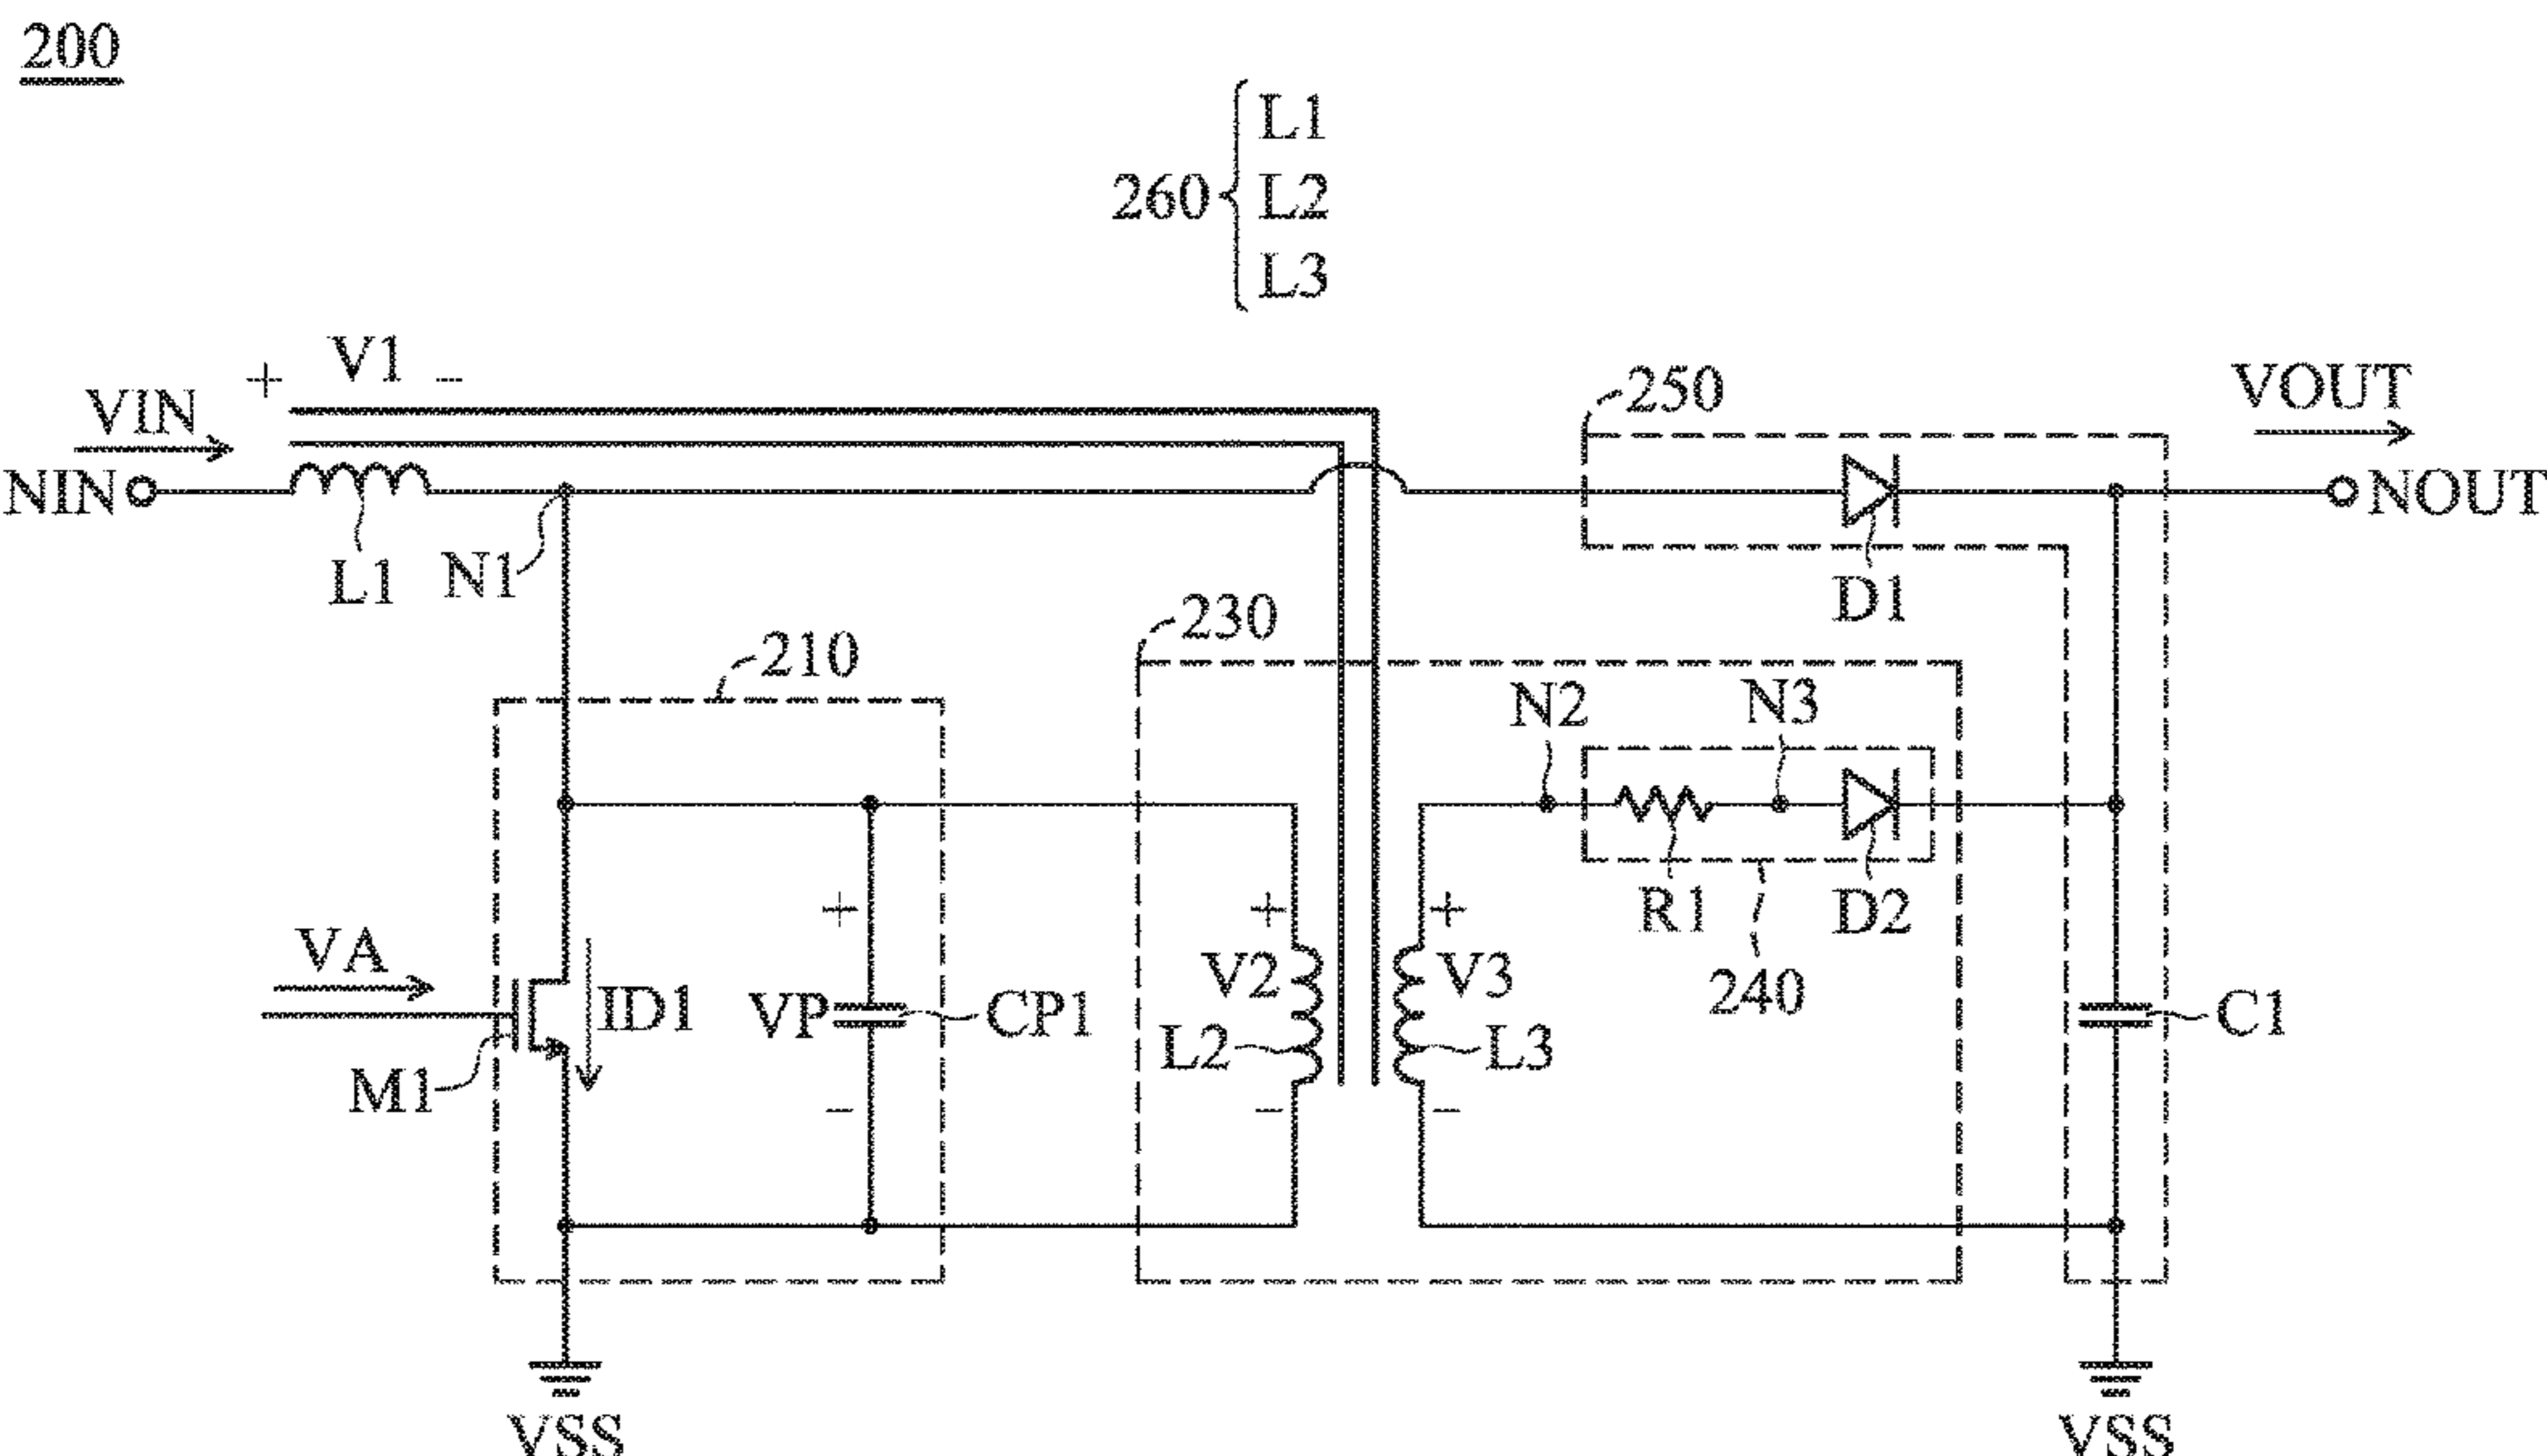 200
260
L1
L2
L3
+ V1 -
VIN
250
VOUT
NIN
NOUT
L1
N1
D1
230
210
N2
N3
+
+
+
R1
D2
VA
ID1
VP
CP1
V2
V3
240
C1
M1
L2
L3
-
-
-
VSS
VSS